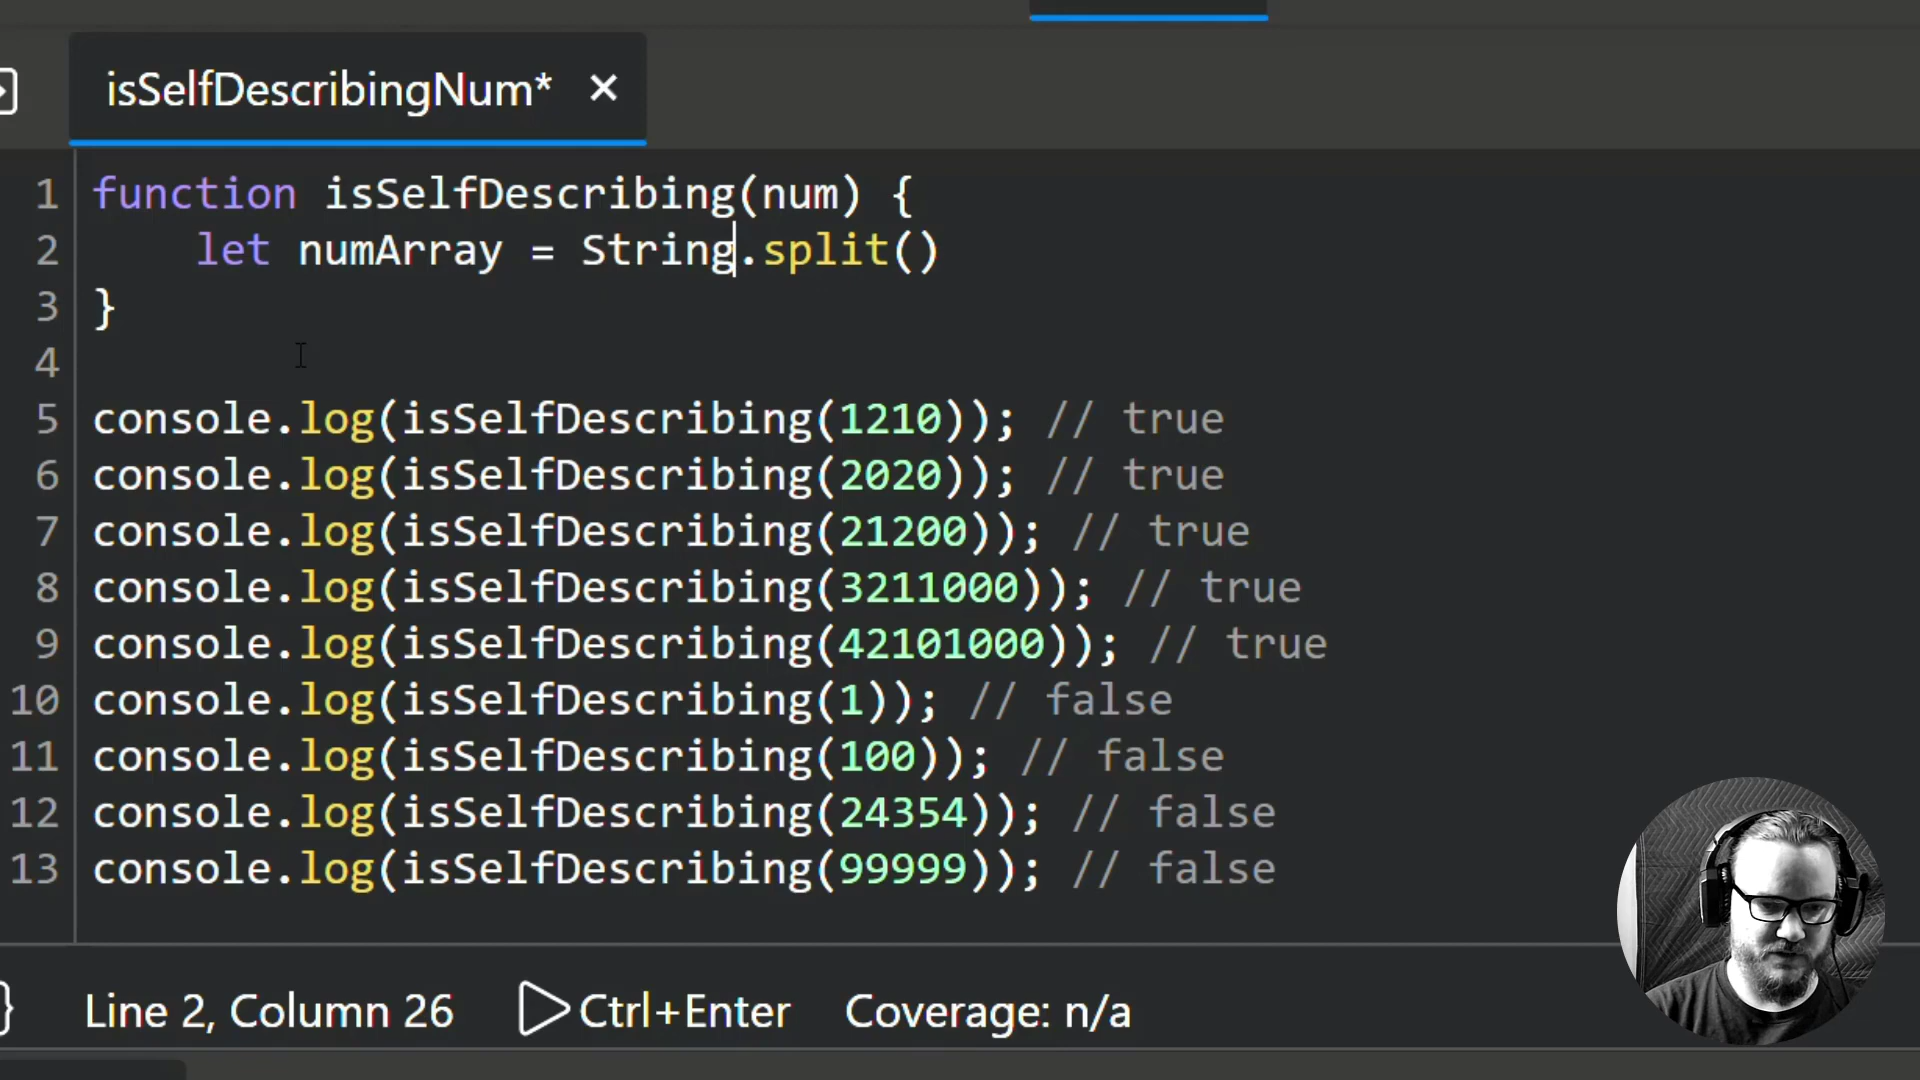 isSelfDescribingNum* ×
1 function isSelfDescribing(num) {
2 let numArray = String.split()
3 }
4
5 console.log(isSelfDescribing(1210)); // true
6 console.log(isSelfDescribing(2020)); // true
7 console.log(isSelfDescribing(21200)); // true
8 console.log(isSelfDescribing(3211000)); // true
9 console.log(isSelfDescribing(42101000)); // true
10 console.log(isSelfDescribing(1)); // false
11 console.log(isSelfDescribing(100)); // false
12 console.log(isSelfDescribing(24354)); // false
13 console.log(isSelfDescribing(99999)); // false
} Line 2, Column 26 Ctrl+Enter Coverage: n/a